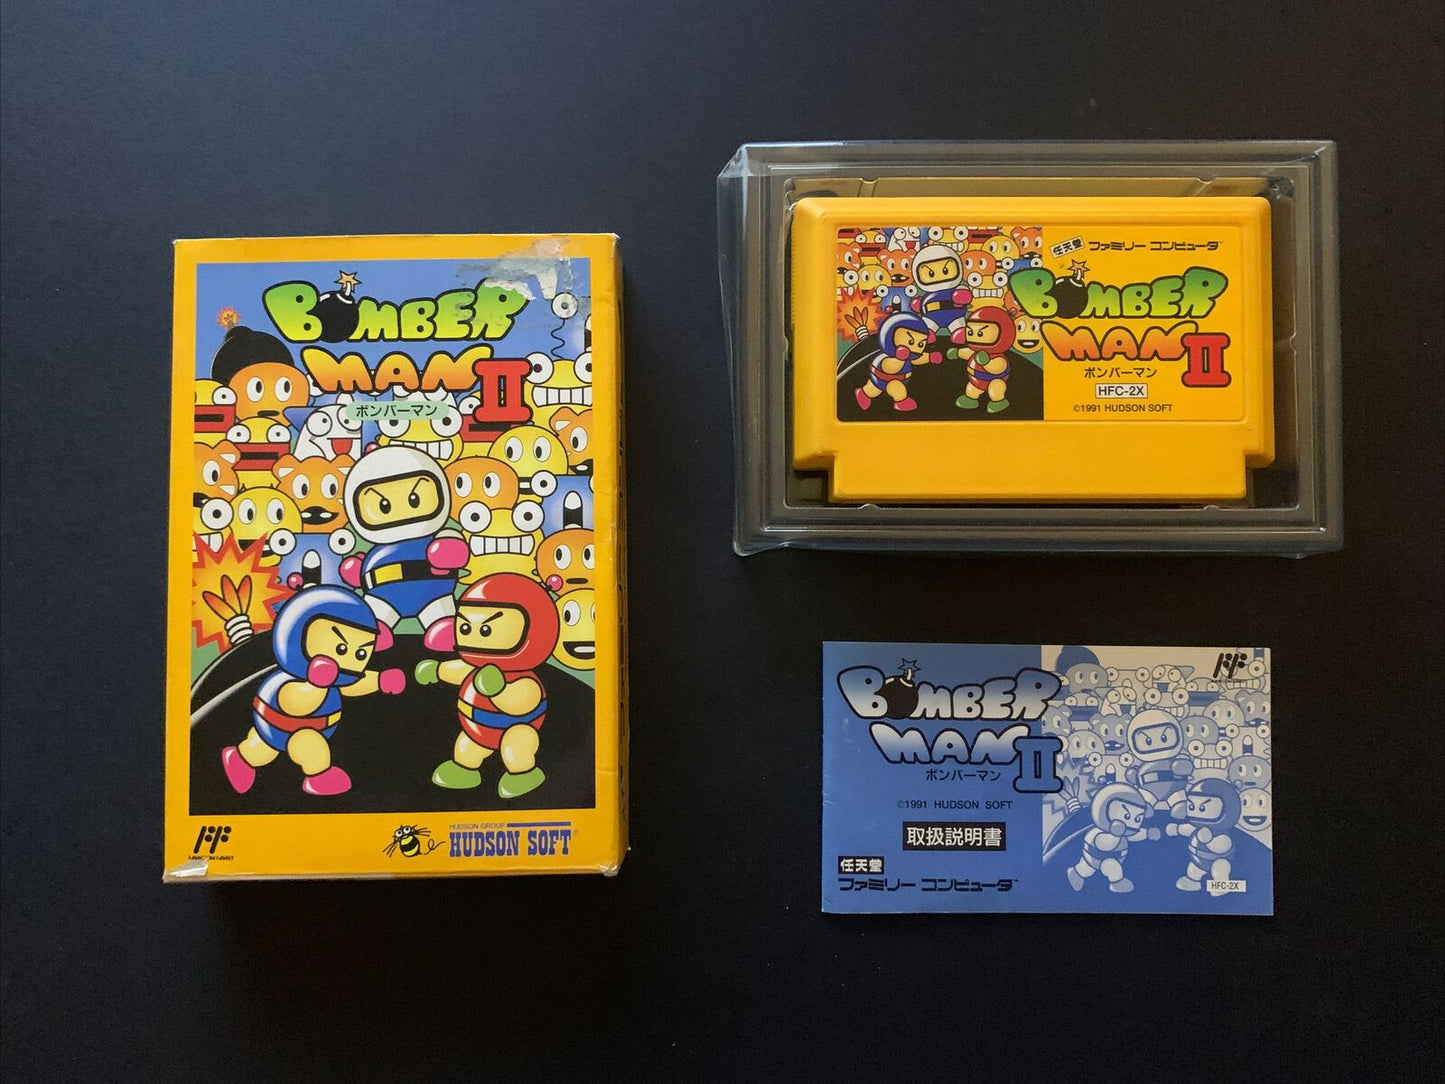 BOMBER
MAN II
ボンバーマン
FAMICOM FAMILY
HUDSON GROUP
HUDSON SOFT
任天堂 ファミリー コンピュータ
BOMBER
MAN II
ボンバーマン
HFC-2X
©1991 HUDSON SOFT
BOMBER
MAN II
ボンバーマン
©1991 HUDSON SOFT
取扱説明書
任天堂
ファミリー コンピュータ
HFC-2X